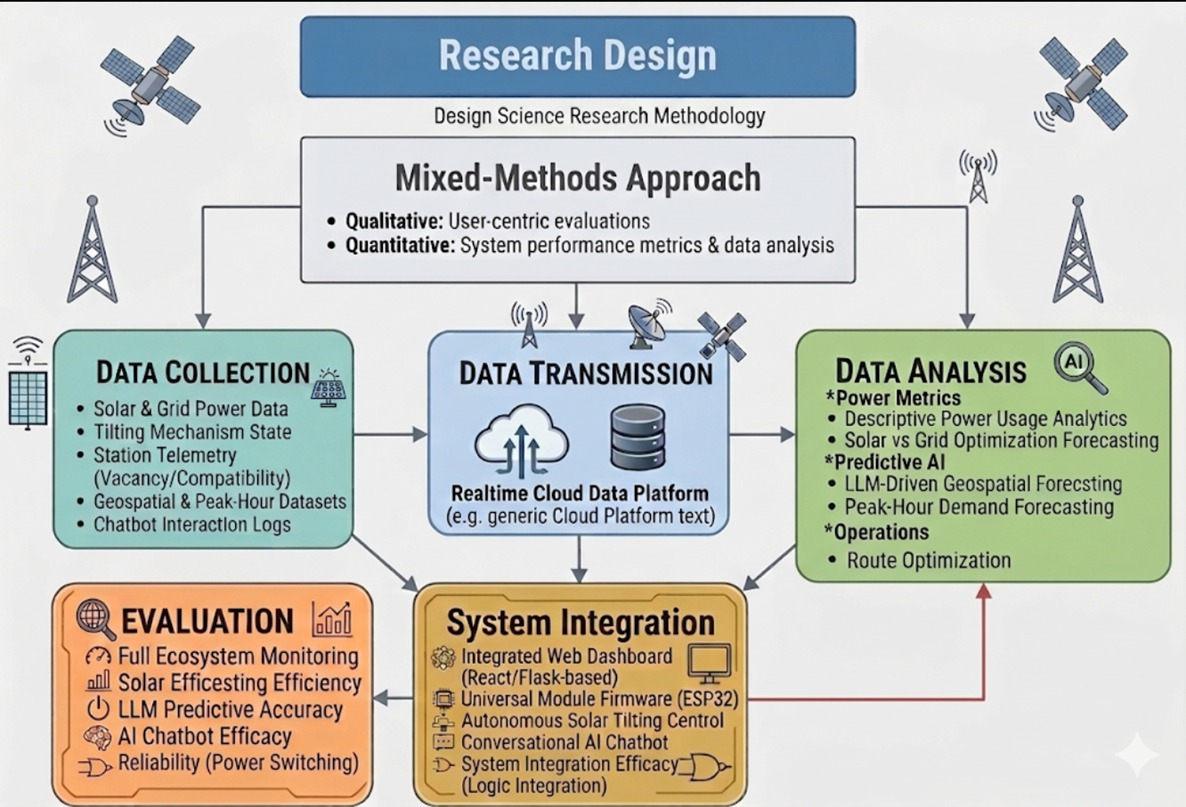 Research Design
Design Science Research Methodology
Mixed-Methods Approach
• Qualitative: User-centric evaluations
• Quantitative: System performance metrics & data analysis
DATA COLLECTION
• Solar & Grid Power Data
• Tilting Mechanism State
• Station Telemetry
(Vacancy/Compatibility)
• Geospatial & Peak-Hour Datasets
• Chatbot Interaction Logs
DATA TRANSMISSION
Realtime Cloud Data Platform
(e.g. generic Cloud Platform text)
DATA ANALYSIS
AI
*Power Metrics
• Descriptive Power Usage Analytics
• Solar vs Grid Optimization Forecasting
*Predictive AI
• LLM-Driven Geospatial Forecsting
• Peak-Hour Demand Forecasting
*Operations
• Route Optimization
EVALUATION
Full Ecosystem Monitoring
Solar Efficesting Efficiency
LLM Predictive Accuracy
AI Chatbot Efficacy
Reliability (Power Switching)
System Integration
Integrated Web Dashboard
(React/Flask-based)
Universal Module Firmware (ESP32)
Autonomous Solar Tilting Control
Conversational AI Chatbot
System Integration Efficacy
(Logic Integration)